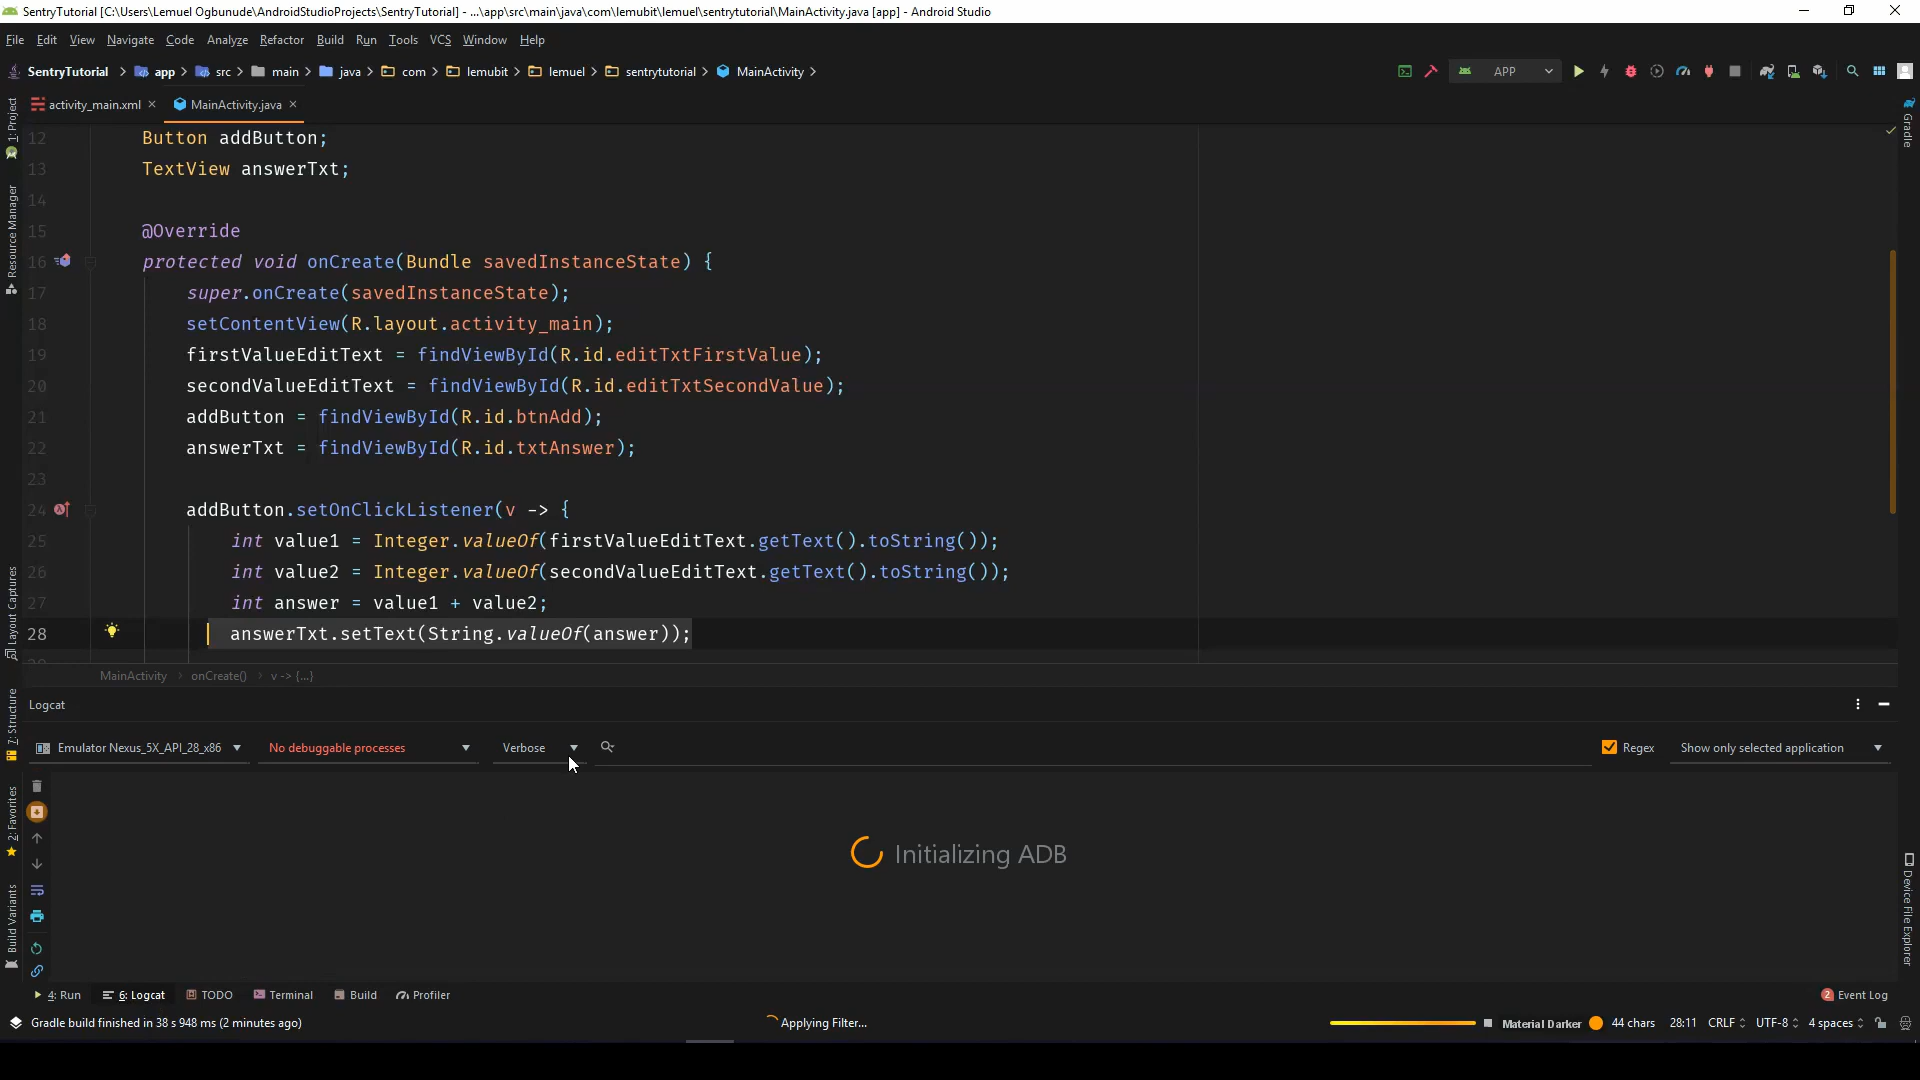 SentryTutorial [C:\Users\Lemuel Ogbunude\AndroidStudioProjects\SentryTutorial] - ...\app\src\main\java\com\lemubit\lemuel\sentrytutorial\MainActivity.java [app] - Android Studio
File Edit View Navigate Code Analyze Refactor Build Run Tools VCS Window Help
SentryTutorial app src main java com lemubit lemuel sentrytutorial MainActivity
APP
activity_main.xml MainActivity.java
1: Project
Resource Manager
Layout Captures
7: Structure
2: Favorites
Build Variants
12 Button addButton;
13 TextView answerTxt;
14
15 @Override
16 protected void onCreate(Bundle savedInstanceState) {
17 super.onCreate(savedInstanceState);
18 setContentView(R.layout.activity_main);
19 firstValueEditText = findViewById(R.id.editTxtFirstValue);
20 secondValueEditText = findViewById(R.id.editTxtSecondValue);
21 addButton = findViewById(R.id.btnAdd);
22 answerTxt = findViewById(R.id.txtAnswer);
23
24 addButton.setOnClickListener(v -> {
25 int value1 = Integer.valueOf(firstValueEditText.getText().toString());
26 int value2 = Integer.valueOf(secondValueEditText.getText().toString());
27 int answer = value1 + value2;
28 answerTxt.setText(String.valueOf(answer));
MainActivity onCreate() v -> {...}
Gradle
Device File Explorer
Logcat
Emulator Nexus_5X_API_28_x86 No debuggable processes Verbose Regex Show only selected application
Initializing ADB
4: Run 6: Logcat TODO Terminal Build Profiler 2 Event Log
Gradle build finished in 38 s 948 ms (2 minutes ago) Applying Filter... Material Darker 44 chars 28:11 CRLF UTF-8 4 spaces